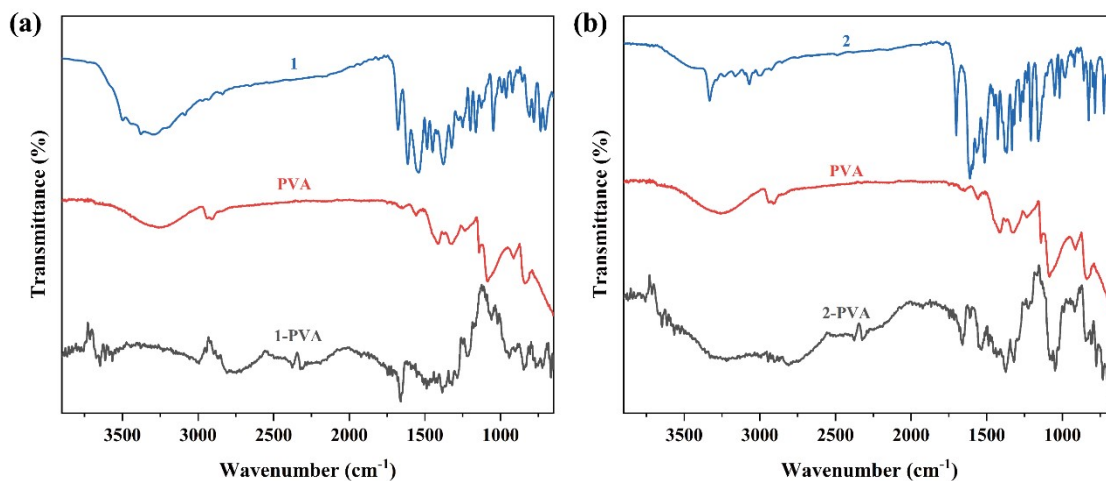 (a)
1
PVA
1-PVA
Transmittance (%)
3500 3000 2500 2000 1500 1000
Wavenumber (cm⁻¹)
(b)
2
PVA
2-PVA
Transmittance (%)
3500 3000 2500 2000 1500 1000
Wavenumber (cm⁻¹)